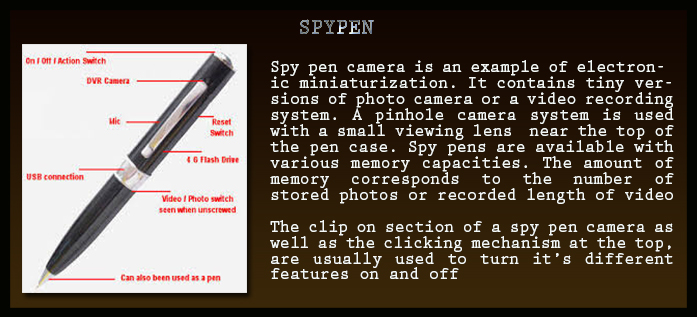 SPYPEN
On / Off / Action Switch
DVR Camera
Mic
Reset
Switch
4 G Flash Drive
USB connection
Video / Photo switch
seen when unscrewed
Can also been used as a pen
Spy pen camera is an example of electron-
ic miniaturization. It contains tiny ver-
sions of photo camera or a video recording
system. A pinhole camera system is used
with a small viewing lens near the top of
the pen case. Spy pens are available with
various memory capacities. The amount of
memory corresponds to the number of
stored photos or recorded length of video
The clip on section of a spy pen camera as
well as the clicking mechanism at the top,
are usually used to turn it's different
features on and off